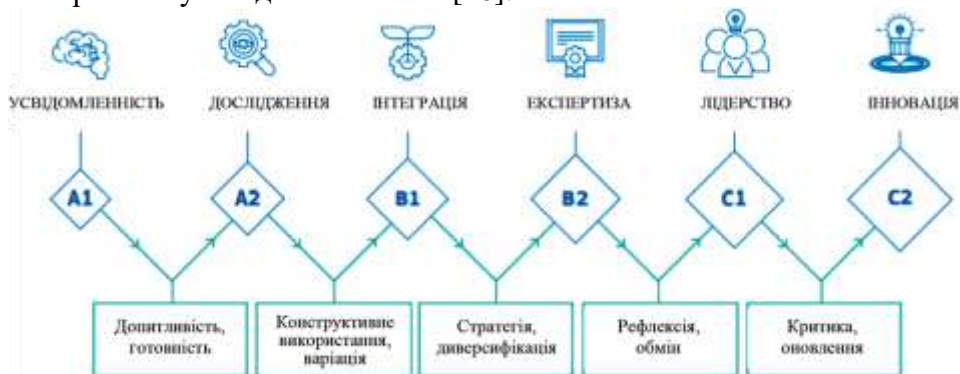 УСВІДОМЛЕННІСТЬ ДОСЛІДЖЕННЯ ІНТЕГРАЦІЯ ЕКСПЕРТИЗА ЛІДЕРСТВО ІННОВАЦІЯ
A1 A2 B1 B2 C1 C2
Допитливість,
готовність
Конструктивне
використання,
варіація
Стратегія,
диверсифікація
Рефлексія,
обмін
Критика,
оновлення